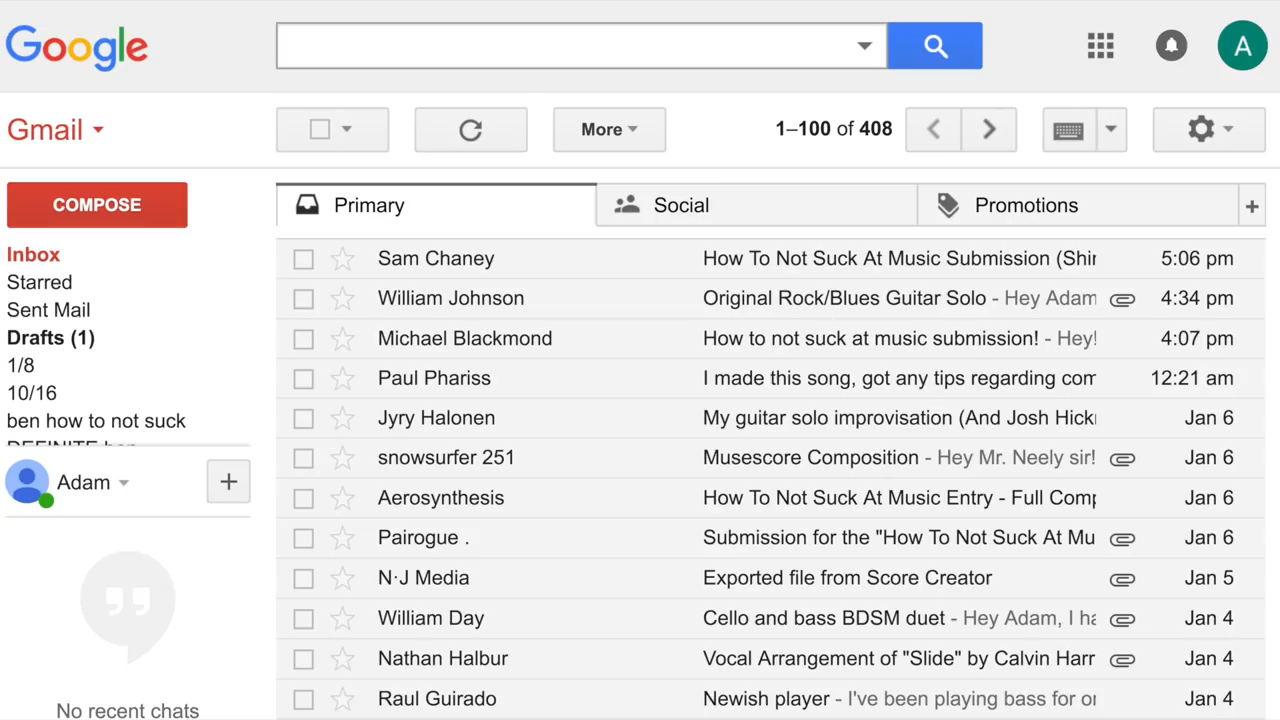 Google
A
Gmail
More
1–100 of 408
COMPOSE
Primary
Social
Promotions
+
Inbox
Starred
Sent Mail
Drafts (1)
1/8
10/16
ben how to not suck
DEFINITE ben
Adam
+
No recent chats
Sam Chaney How To Not Suck At Music Submission (Shir 5:06 pm
William Johnson Original Rock/Blues Guitar Solo - Hey Adam 4:34 pm
Michael Blackmond How to not suck at music submission! - Hey! 4:07 pm
Paul Phariss I made this song, got any tips regarding com 12:21 am
Jyry Halonen My guitar solo improvisation (And Josh Hick Jan 6
snowsurfer 251 Musescore Composition - Hey Mr. Neely sir! Jan 6
Aerosynthesis How To Not Suck At Music Entry - Full Comp Jan 6
Pairogue . Submission for the "How To Not Suck At Mu Jan 6
N·J Media Exported file from Score Creator Jan 5
William Day Cello and bass BDSM duet - Hey Adam, I ha Jan 4
Nathan Halbur Vocal Arrangement of "Slide" by Calvin Harr Jan 4
Raul Guirado Newish player - I've been playing bass for Jan 4